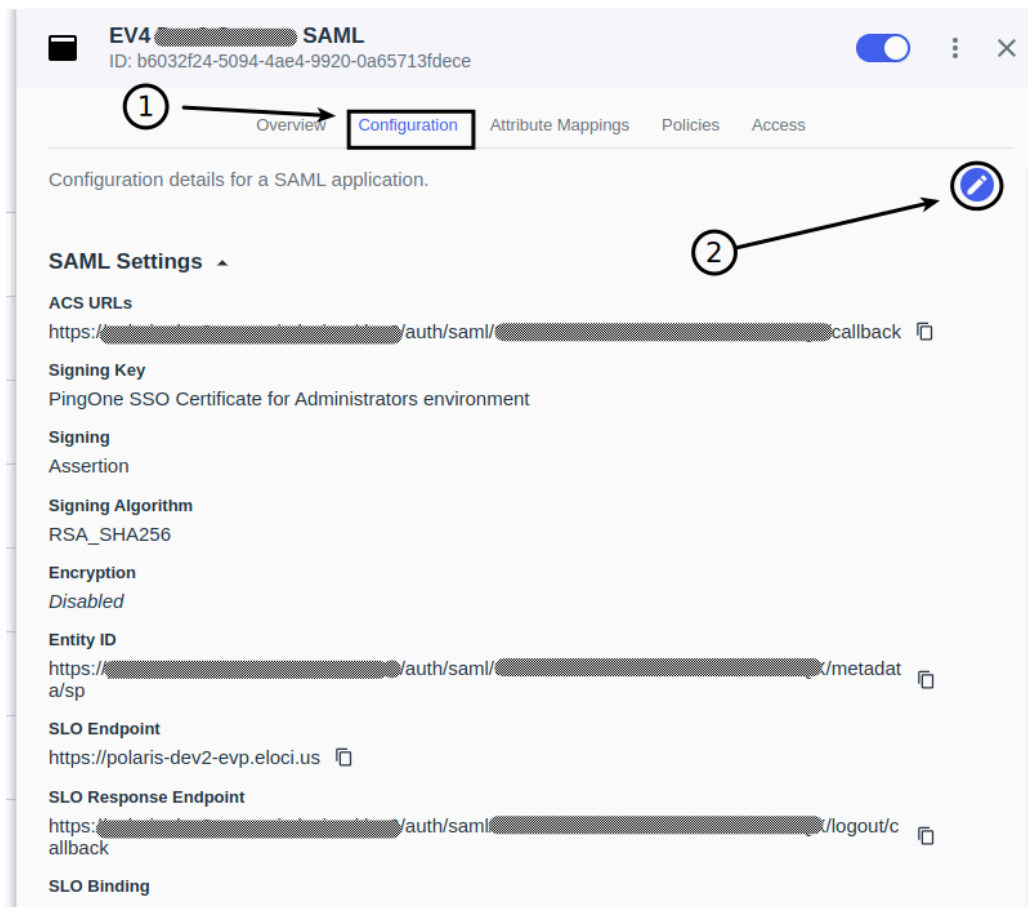 EV4 SAML
ID: b6032f24-5094-4ae4-9920-0a65713fdece
1
Overview Configuration Attribute Mappings Policies Access
Configuration details for a SAML application.
2
SAML Settings
ACS URLs
https:/ /auth/saml/ callback
Signing Key
PingOne SSO Certificate for Administrators environment
Signing
Assertion
Signing Algorithm
RSA_SHA256
Encryption
Disabled
Entity ID
https:// /auth/saml/ /metadat
a/sp
SLO Endpoint
https://polaris-dev2-evp.eloci.us
SLO Response Endpoint
https: /auth/saml /logout/c
allback
SLO Binding